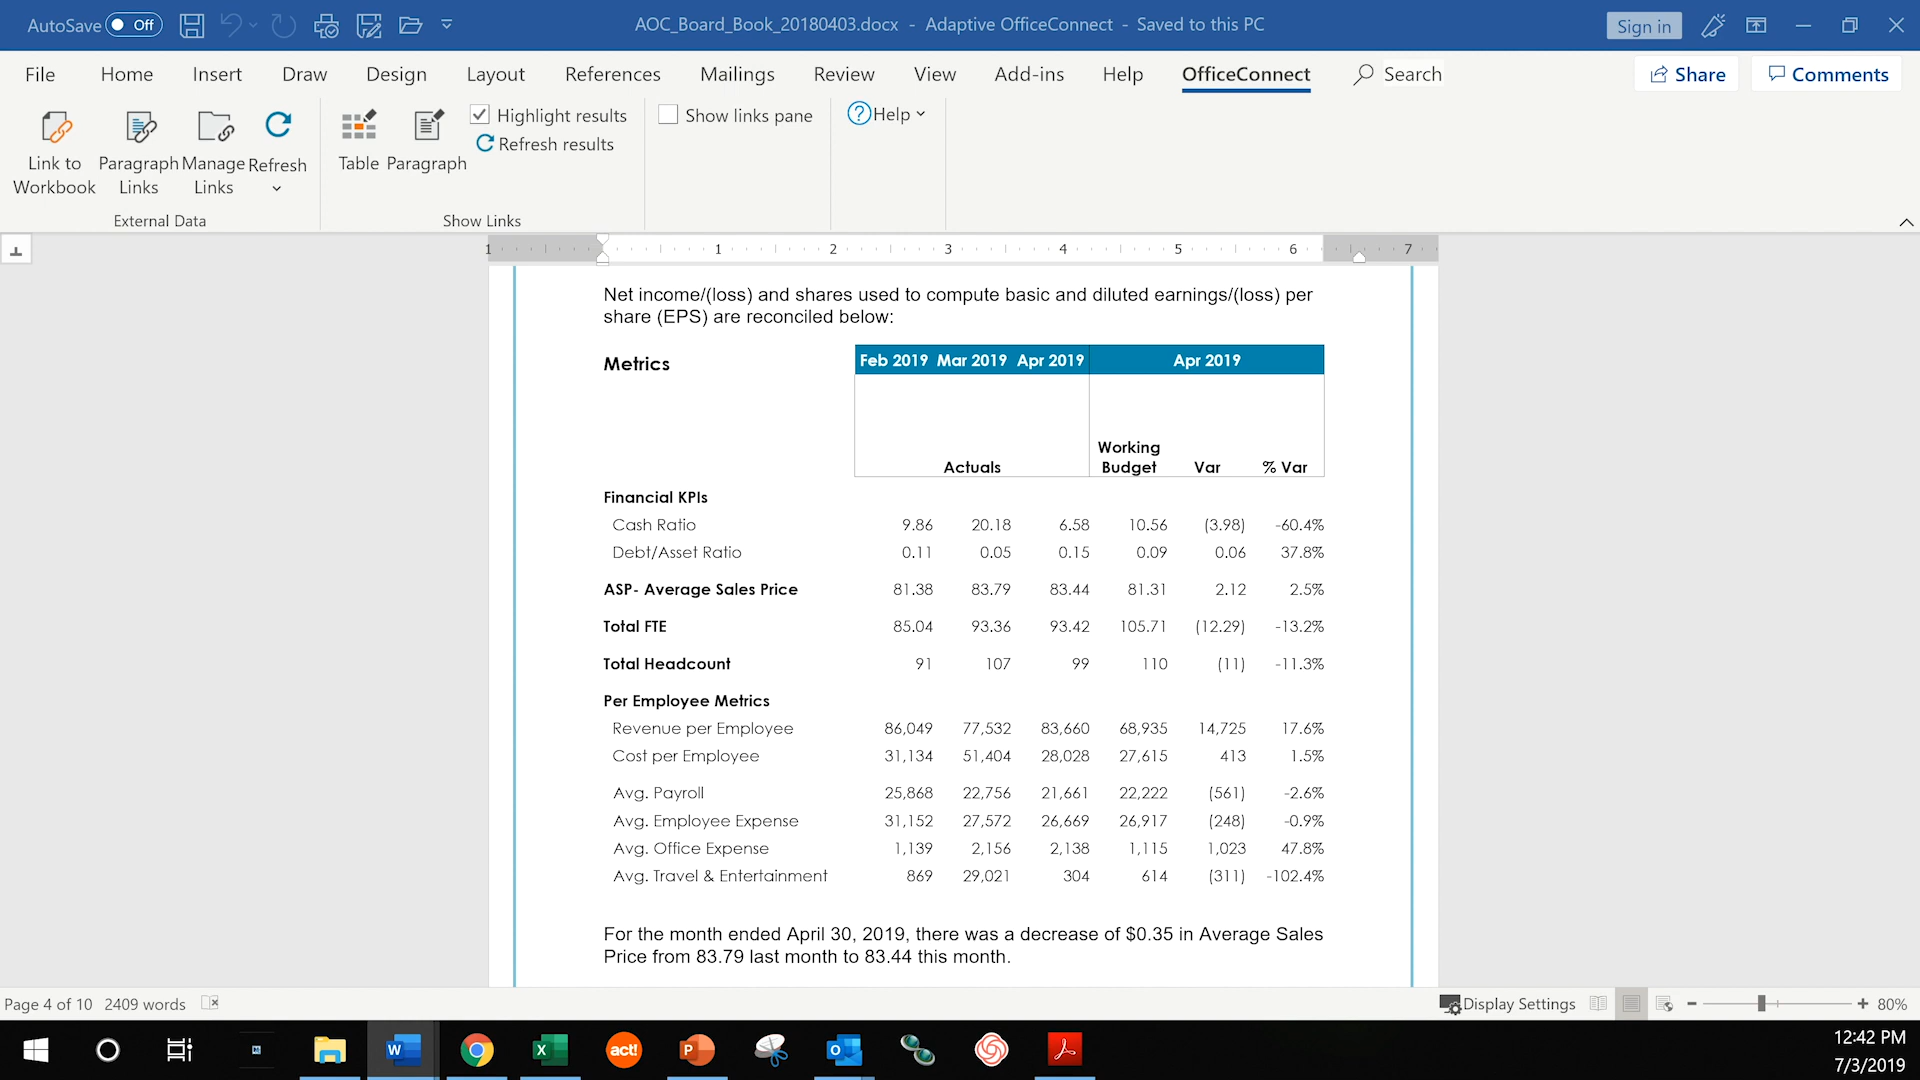 AutoSave Off
AOC_Board_Book_20180403.docx - Adaptive OfficeConnect - Saved to this PC
Sign in
File Home Insert Draw Design Layout References Mailings Review View Add-ins Help OfficeConnect Search
Share Comments
Link to Workbook
Paragraph Links
Manage Links
Refresh
External Data
Table
Paragraph
Highlight results
Refresh results
Show Links
Show links pane
Help
1 1 2 3 4 5 6 7
Net income/(loss) and shares used to compute basic and diluted earnings/(loss) per
share (EPS) are reconciled below:
Metrics Feb 2019 Mar 2019 Apr 2019 Apr 2019
Working
Actuals Budget Var % Var
Financial KPIs
Cash Ratio 9.86 20.18 6.58 10.56 (3.98) -60.4%
Debt/Asset Ratio 0.11 0.05 0.15 0.09 0.06 37.8%
ASP- Average Sales Price 81.38 83.79 83.44 81.31 2.12 2.5%
Total FTE 85.04 93.36 93.42 105.71 (12.29) -13.2%
Total Headcount 91 107 99 110 (11) -11.3%
Per Employee Metrics
Revenue per Employee 86,049 77,532 83,660 68,935 14,725 17.6%
Cost per Employee 31,134 51,404 28,028 27,615 413 1.5%
Avg. Payroll 25,868 22,756 21,661 22,222 (561) -2.6%
Avg. Employee Expense 31,152 27,572 26,669 26,917 (248) -0.9%
Avg. Office Expense 1,139 2,156 2,138 1,115 1,023 47.8%
Avg. Travel & Entertainment 869 29,021 304 614 (311) -102.4%
For the month ended April 30, 2019, there was a decrease of $0.35 in Average Sales
Price from 83.79 last month to 83.44 this month.
Page 4 of 10 2409 words
Display Settings
80%
W
X
act!
P
O
12:42 PM
7/3/2019